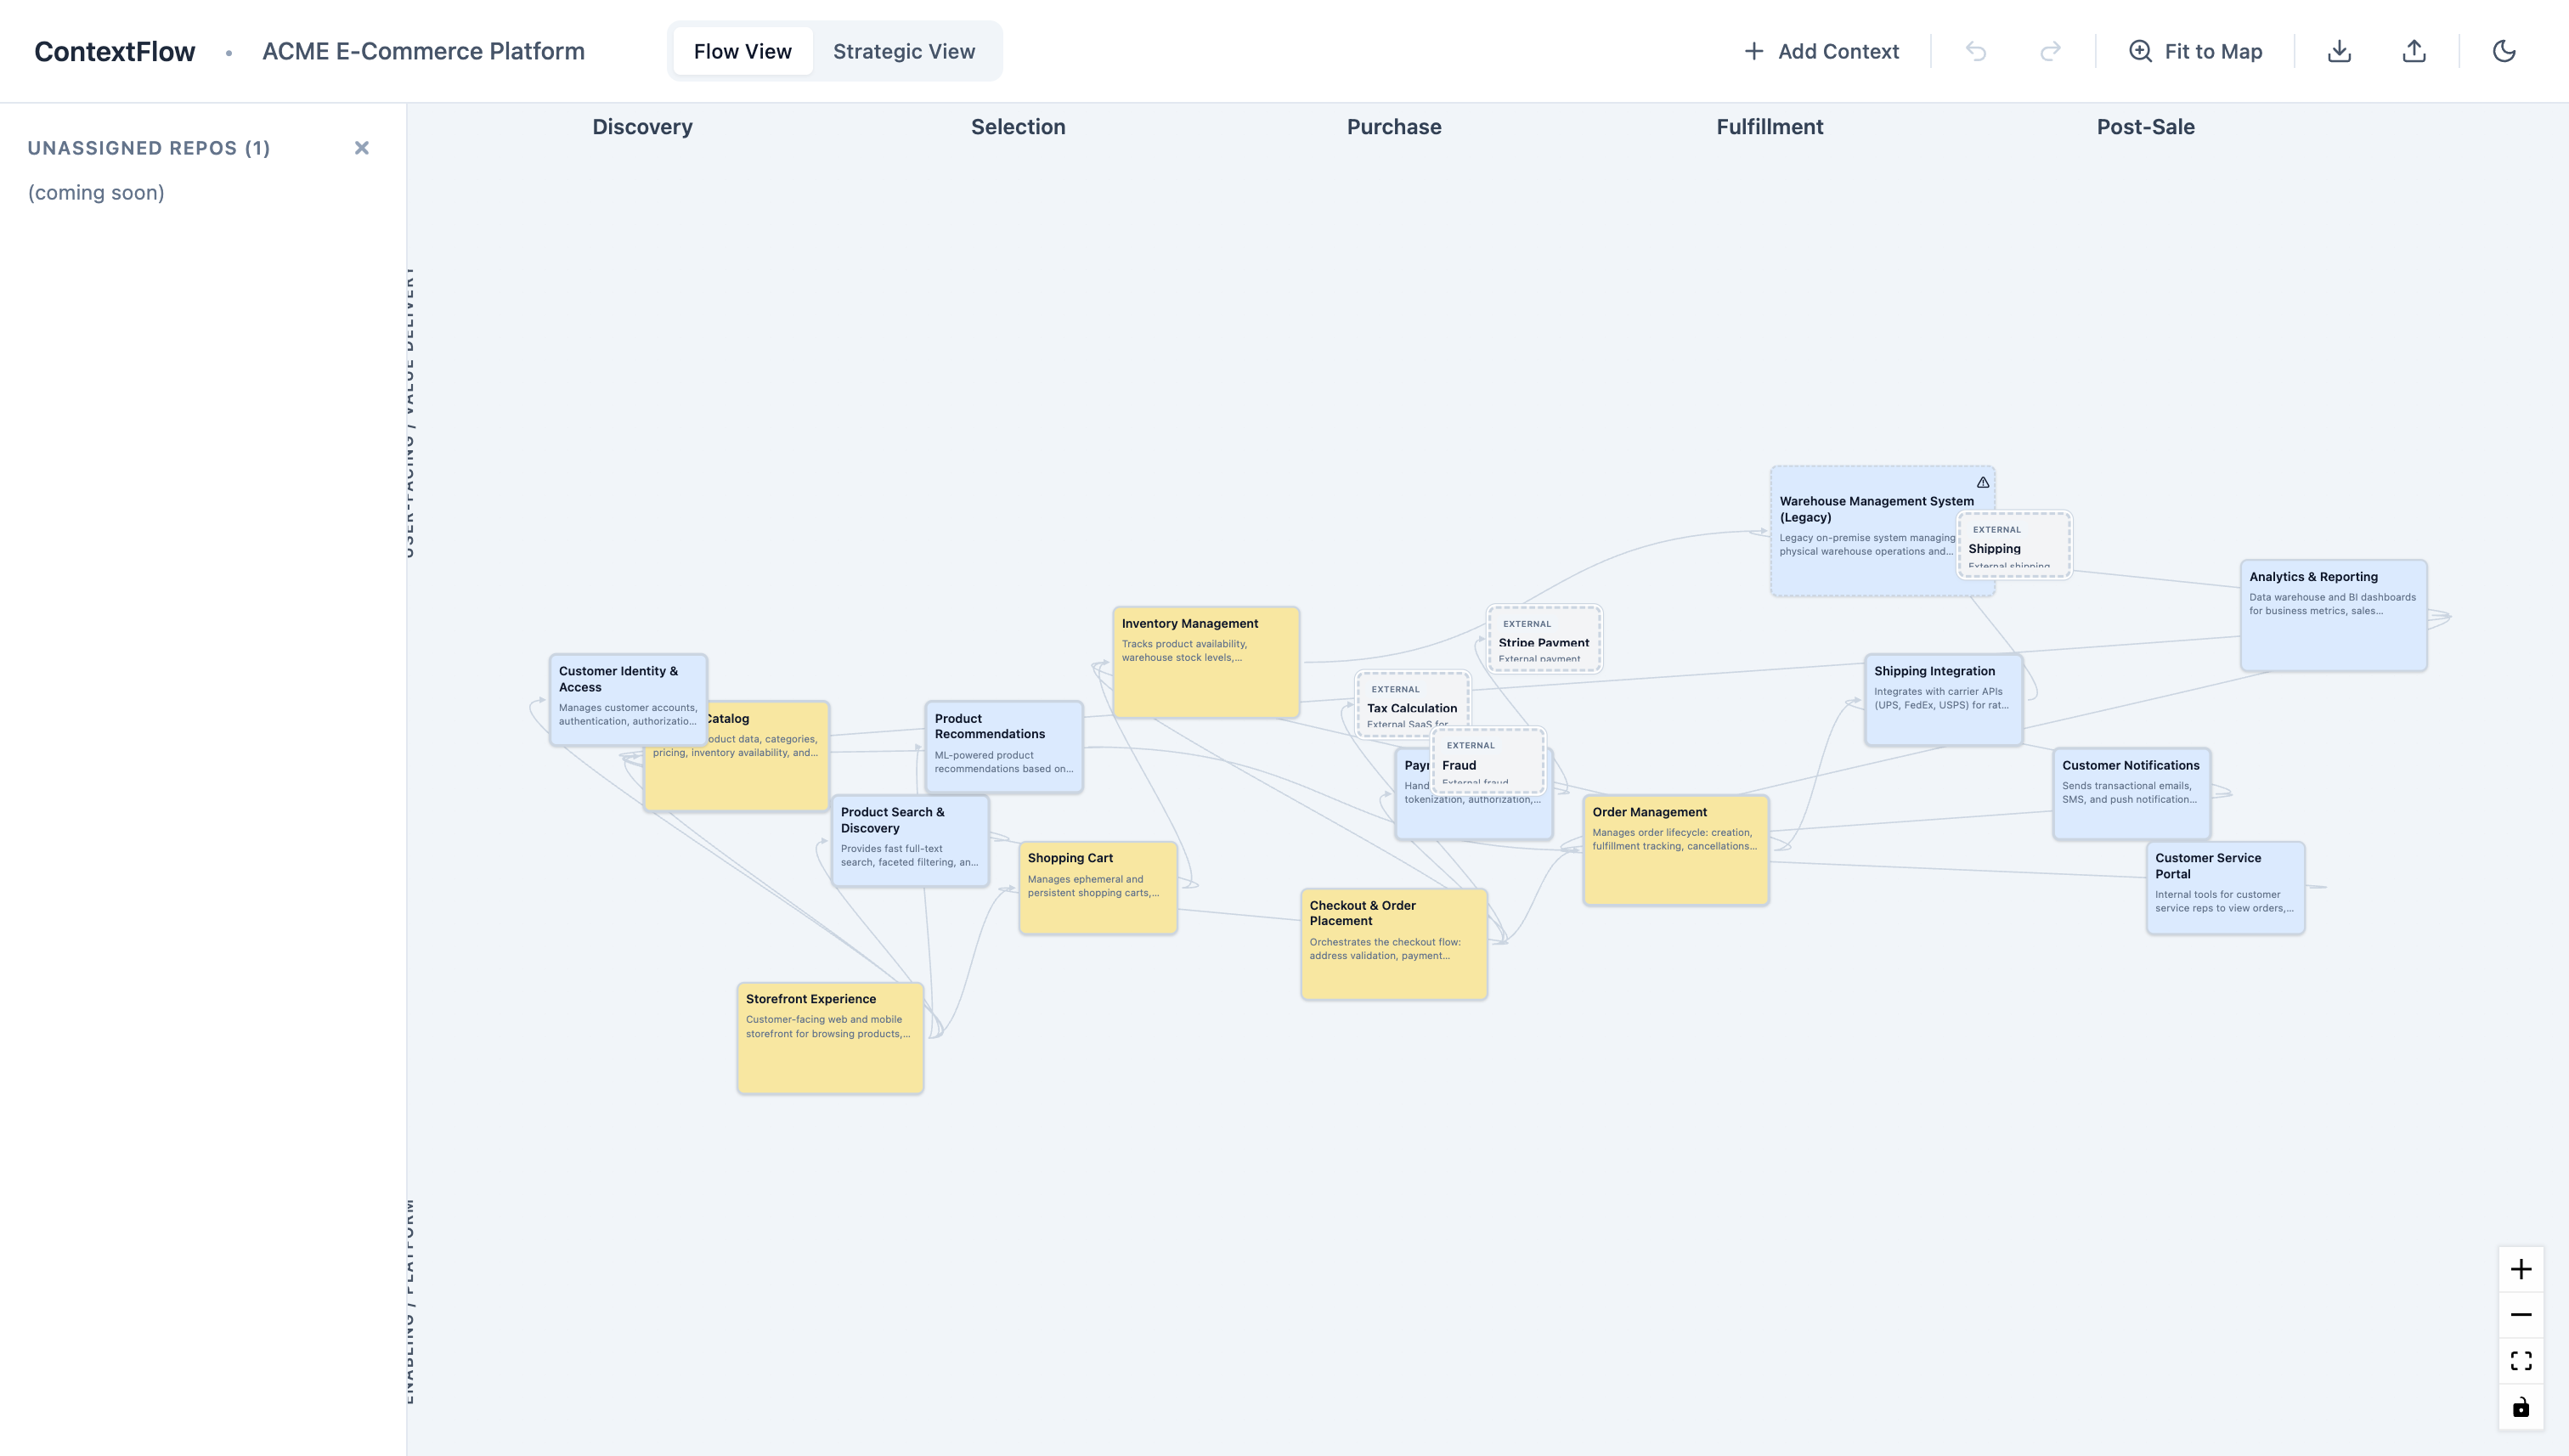 ContextFlow • ACME E-Commerce Platform
Flow View
Strategic View
Add Context
Fit to Map
UNASSIGNED REPOS (1)
(coming soon)
Discovery
Selection
Purchase
Fulfillment
Post-Sale
USER-FACING / VALUE DELIVERY
ENABLING / PLATFORM
Warehouse Management System
(Legacy)
Legacy on-premise system managing
physical warehouse operations and...
EXTERNAL
Shipping
External shipping
Analytics & Reporting
Data warehouse and BI dashboards
for business metrics, sales...
Inventory Management
Tracks product availability,
warehouse stock levels,...
EXTERNAL
Stripe Payment
External payment
Customer Identity &
Access
Manages customer accounts,
authentication, authorizatio...
Catalog
oduct data, categories,
pricing, inventory availability, and...
Product
Recommendations
ML-powered product
recommendations based on...
EXTERNAL
Tax Calculation
External SaaS for
Shipping Integration
Integrates with carrier APIs
(UPS, FedEx, USPS) for rat...
EXTERNAL
Fraud
External fraud
Hand
tokenization, authorization,...
Customer Notifications
Sends transactional emails,
SMS, and push notification...
Product Search &
Discovery
Provides fast full-text
search, faceted filtering, an...
Order Management
Manages order lifecycle: creation,
fulfillment tracking, cancellations...
Shopping Cart
Manages ephemeral and
persistent shopping carts,...
Customer Service
Portal
Internal tools for customer
service reps to view orders,...
Checkout & Order
Placement
Orchestrates the checkout flow:
address validation, payment...
Storefront Experience
Customer-facing web and mobile
storefront for browsing products,...